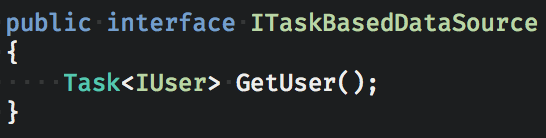 public interface ITaskBasedDataSource
{
    Task<IUser> GetUser();
}